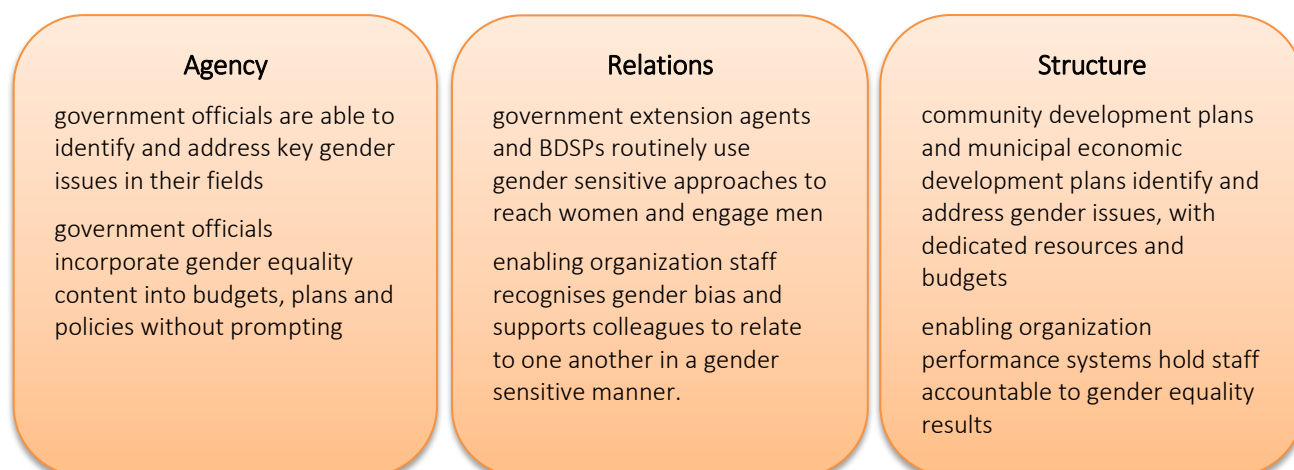 Agency
government officials are able to
identify and address key gender
issues in their fields
government officials
incorporate gender equality
content into budgets, plans and
policies without prompting
Relations
government extension agents
and BDSPs routinely use
gender sensitive approaches to
reach women and engage men
enabling organization staff
recognises gender bias and
supports colleagues to relate
to one another in a gender
sensitive manner.
Structure
community development plans
and municipal economic
development plans identify and
address gender issues, with
dedicated resources and
budgets
enabling organization
performance systems hold staff
accountable to gender equality
results